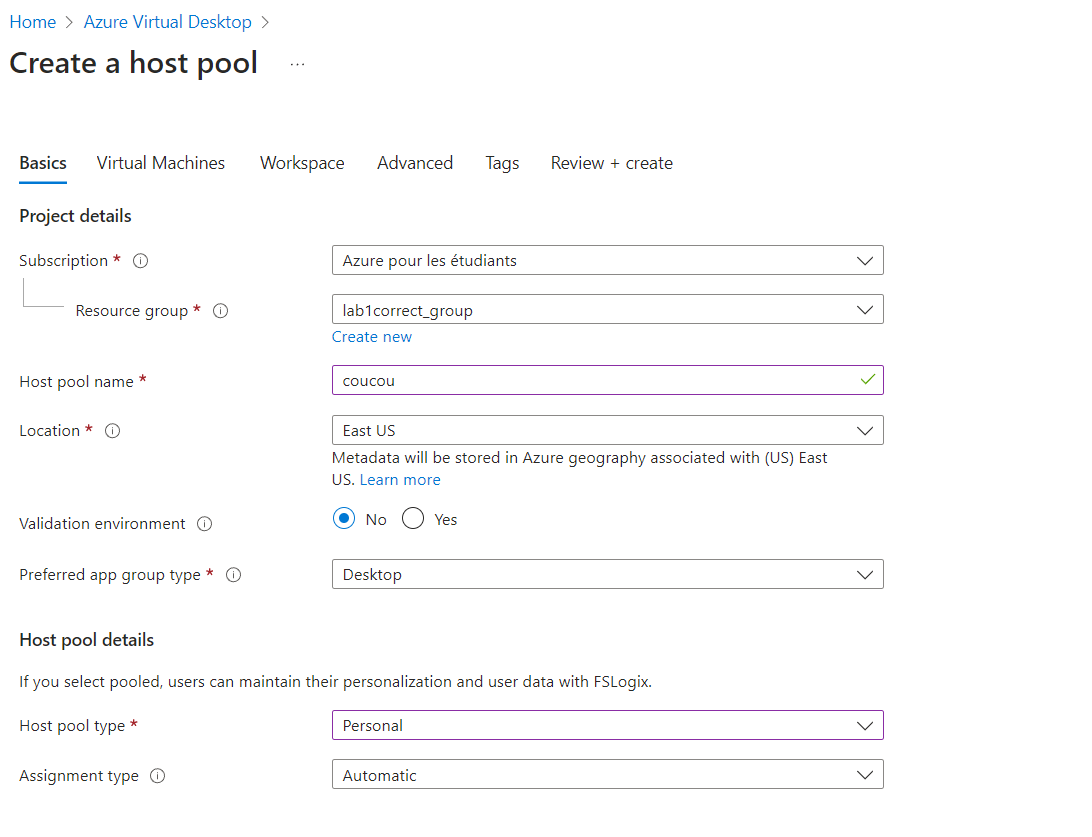 Home > Azure Virtual Desktop >
Create a host pool ...
Basics Virtual Machines Workspace Advanced Tags Review + create
Project details
Subscription * Azure pour les étudiants
Resource group * lab1correct_group
Create new
Host pool name * coucou
Location * East US
Metadata will be stored in Azure geography associated with (US) East
US. Learn more
Validation environment No Yes
Preferred app group type * Desktop
Host pool details
If you select pooled, users can maintain their personalization and user data with FSLogix.
Host pool type * Personal
Assignment type Automatic